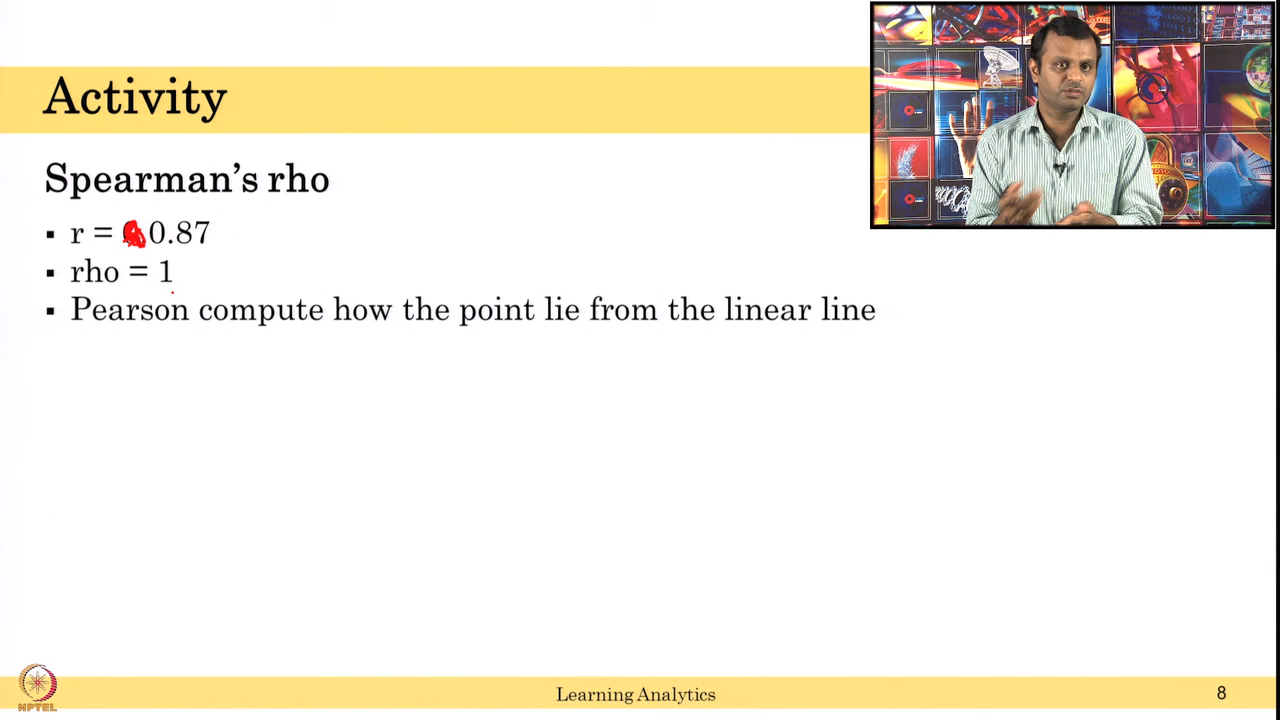 Activity
Spearman's rho
▪ r = 0.87
▪ rho = 1
▪ Pearson compute how the point lie from the linear line
NPTEL
Learning Analytics
8